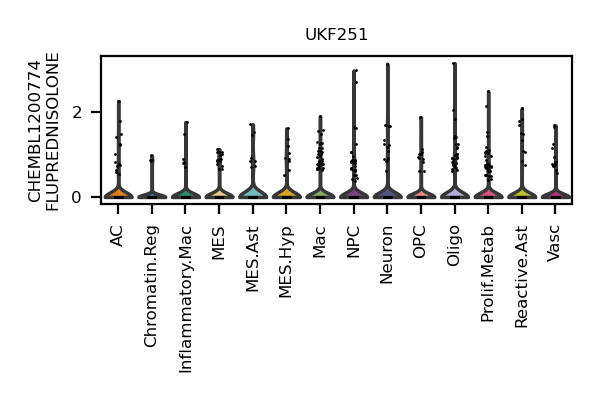 UKF251
CHEMBL1200774
FLUPREDNISOLONE
2
0
AC
Chromatin.Reg
Inflammatory.Mac
MES
MES.Ast
MES.Hyp
Mac
NPC
Neuron
OPC
Oligo
Prolif.Metab
Reactive.Ast
Vasc